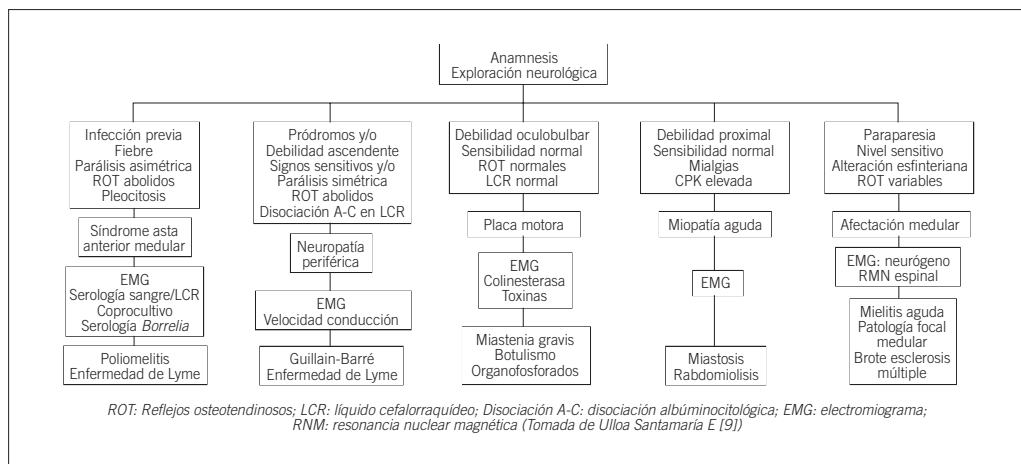 Anamnesis
Exploración neurológica
Infección previa
Fiebre
Parálisis asimétrica
ROT abolidos
Pleocitosis
Síndrome asta
anterior medular
EMG
Serología sangre/LCR
Coprocultivo
Serología Borrelia
Poliomelitis
Enfermedad de Lyme
Pródromos y/o
Debilidad ascendente
Signos sensitivos y/o
Parálisis simétrica
ROT abolidos
Disociación A-C en LCR
Neuropatía
periférica
EMG
Velocidad conducción
Guillain-Barré
Enfermedad de Lyme
Debilidad oculobulbar
Sensibilidad normal
ROT normales
LCR normal
Placa motora
EMG
Colinesterasa
Toxinas
Miastenia gravis
Botulismo
Organofosforados
Debilidad proximal
Sensibilidad normal
Mialgias
CPK elevada
Miopatía aguda
EMG
Miastosis
Rabdomiolisis
Paraparesia
Nivel sensitivo
Alteración esfinteriana
ROT variables
Afectación medular
EMG: neurógeno
RMN espinal
Mielitis aguda
Patología focal
medular
Brote esclerosis
múltiple
ROT: Reflejos osteotendinosos; LCR: líquido cefalorraquídeo; Disociación A-C: disociación albúminocitológica; EMG: electromiograma;
RNM: resonancia nuclear magnética (Tomada de Ulloa Santamaría E [9])